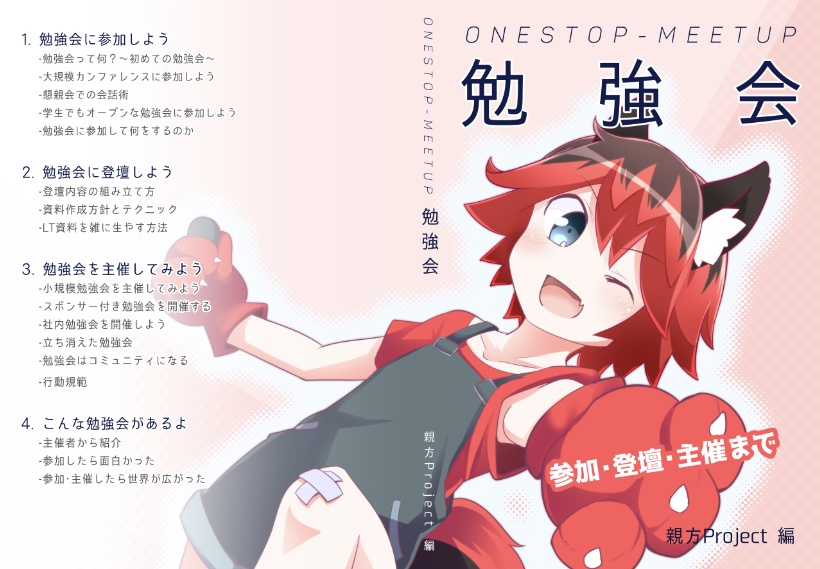 1. 勉強会に参加しよう
-勉強会って何？～初めての勉強会～
-大規模カンファレンスに参加しよう
-懇親会での会話術
-学生でもオープンな勉強会に参加しよう
-勉強会に参加して何をするのか
2. 勉強会に登壇しよう
-登壇内容の組み立て方
-資料作成方針とテクニック
-LT資料を雑に生やす方法
3. 勉強会を主催してみよう
-小規模勉強会を主催してみよう
-スポンサー付き勉強会を開催する
-社内勉強会を開催しよう
-立ち消えた勉強会
-勉強会はコミュニティになる
-行動規範
4. こんな勉強会があるよ
-主催者から紹介
-参加したら面白かった
-参加・主催したら世界が広がった
ONESTOP-MEETUP 勉強会
親方Project 編
ONESTOP-MEETUP
勉強会
参加・登壇・主催まで
親方Project 編